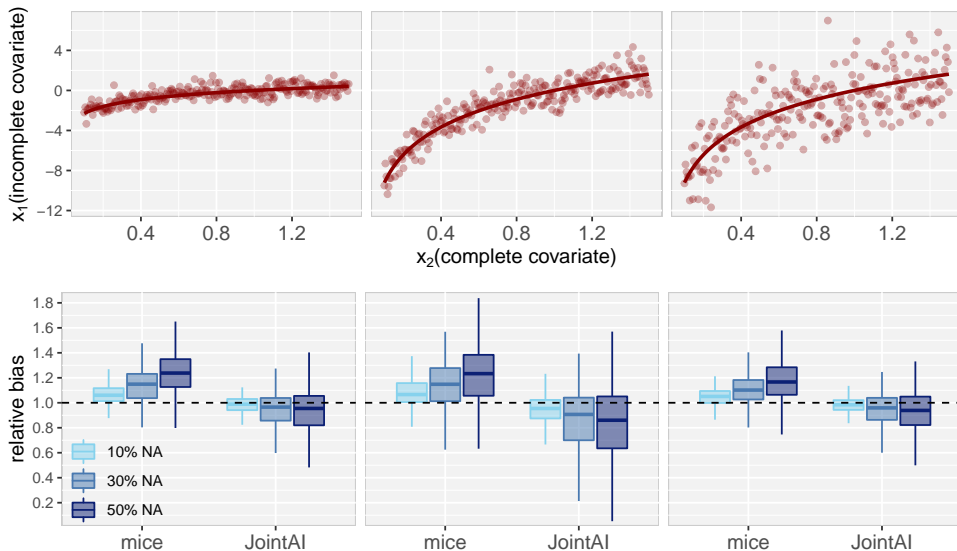 x₁(incomplete covariate)
4
0
−4
−8
−12
0.4 0.8 1.2 0.4 0.8 1.2 0.4 0.8 1.2
x₂(complete covariate)
relative bias
1.8
1.6
1.4
1.2
1.0
0.8
0.6
0.4
0.2
10% NA
30% NA
50% NA
mice JointAI mice JointAI mice JointAI